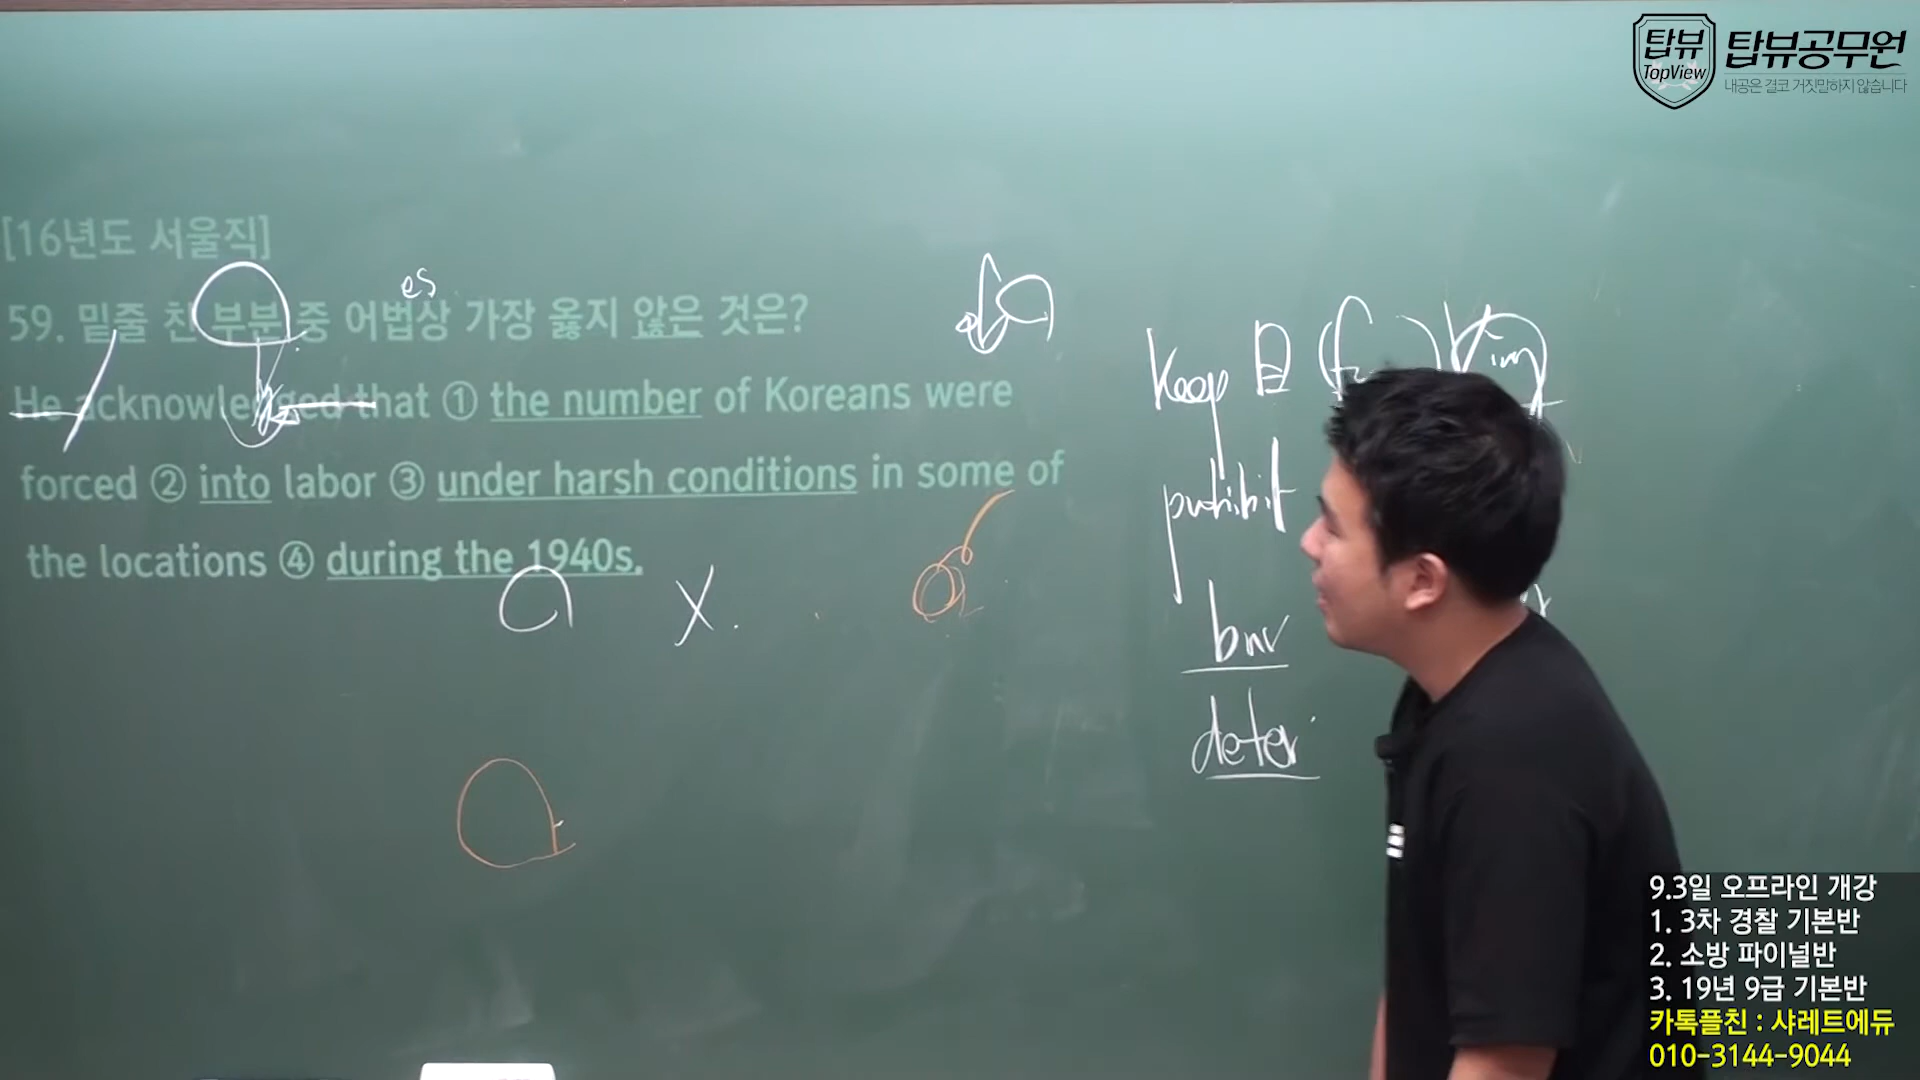 탑뷰
TopView
탑뷰공무원
내공은 결코 거짓말하지 않습니다
[16년도 서울직]
es
59. 밑줄 친 부분 중 어법상 가장 옳지 않은 것은?
He acknowledged that ① the number of Koreans were
forced ② into labor ③ under harsh conditions in some of
the locations ④ during the 1940s.
X
Keep
ing
prohibit
deter
9.3일 오프라인 개강
1. 3차 경찰 기본반
2. 소방 파이널반
3. 19년 9급 기본반
카톡플친 : 샤레트에듀
010-3144-9044